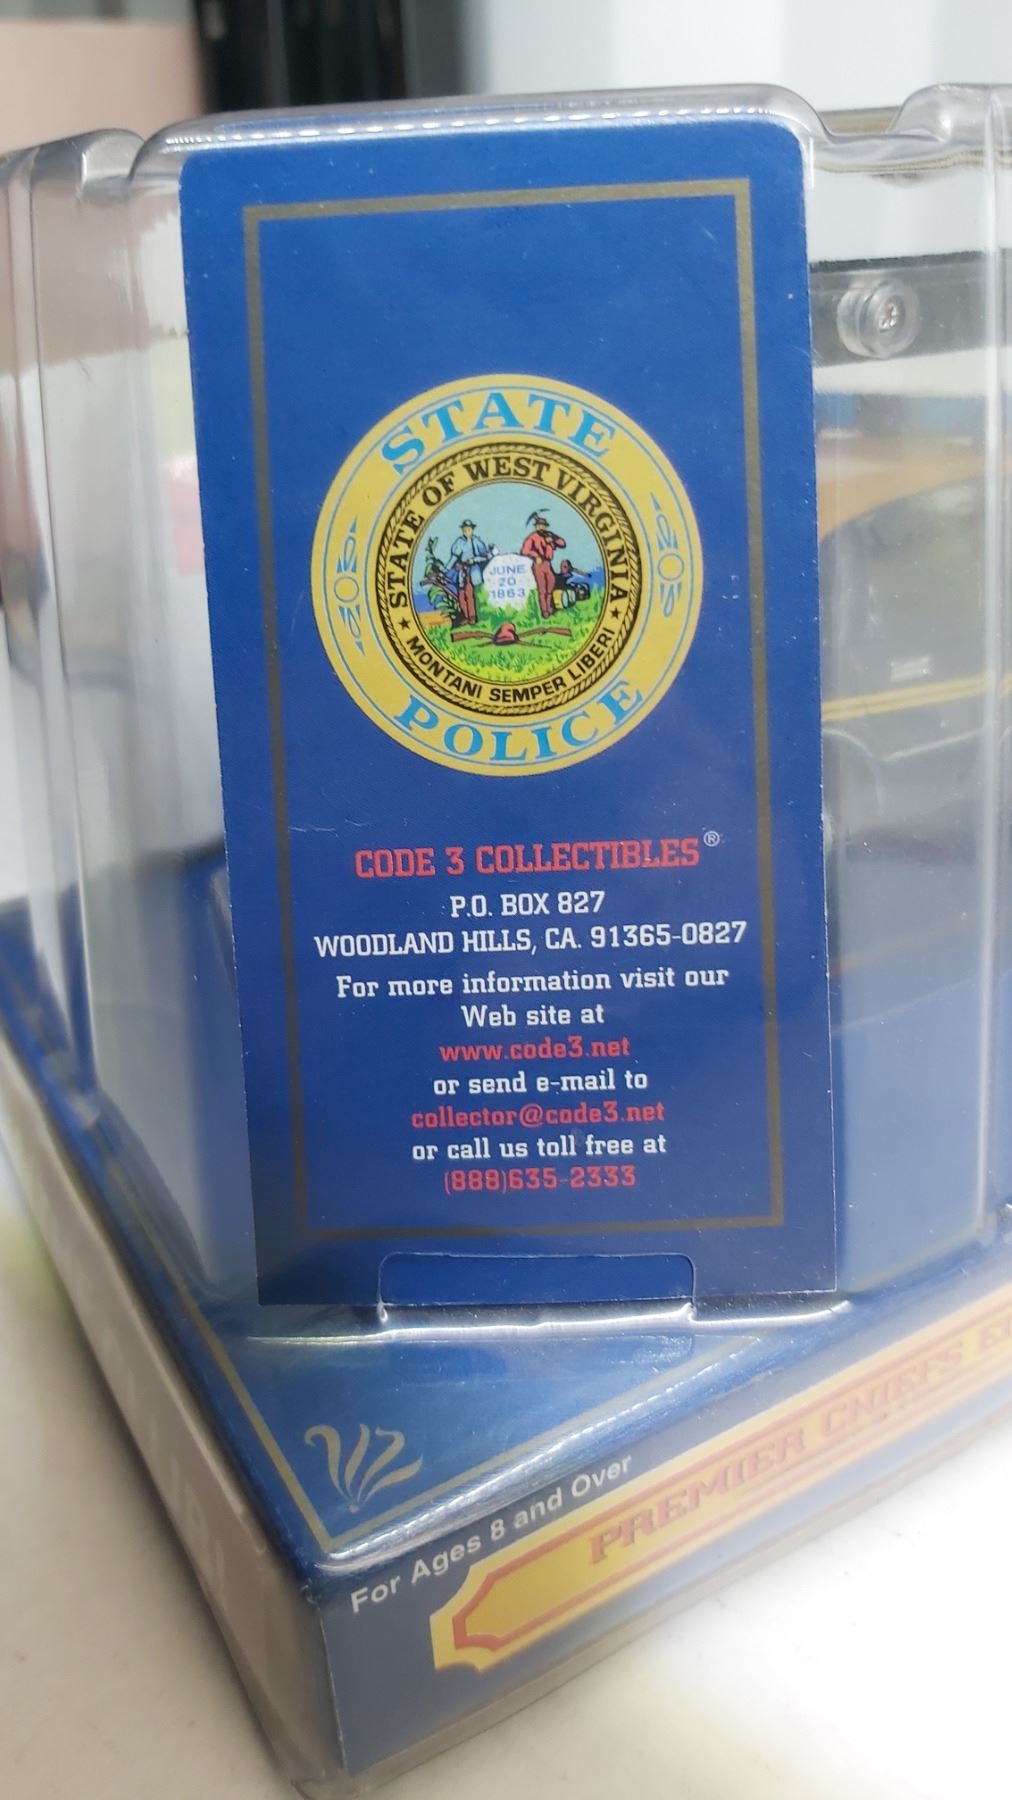 STATE
STATE OF WEST VIRGINIA
JUNE
20
1863
MONTANI SEMPER LIBERI
POLICE
CODE 3 COLLECTIBLES®
P.O. BOX 827
WOODLAND HILLS, CA. 91365-0827
For more information visit our
Web site at
www.code3.net
or send e-mail to
collector@code3.net
or call us toll free at
(888)635-2333
For Ages 8 and Over
PREMIER CHIEFS